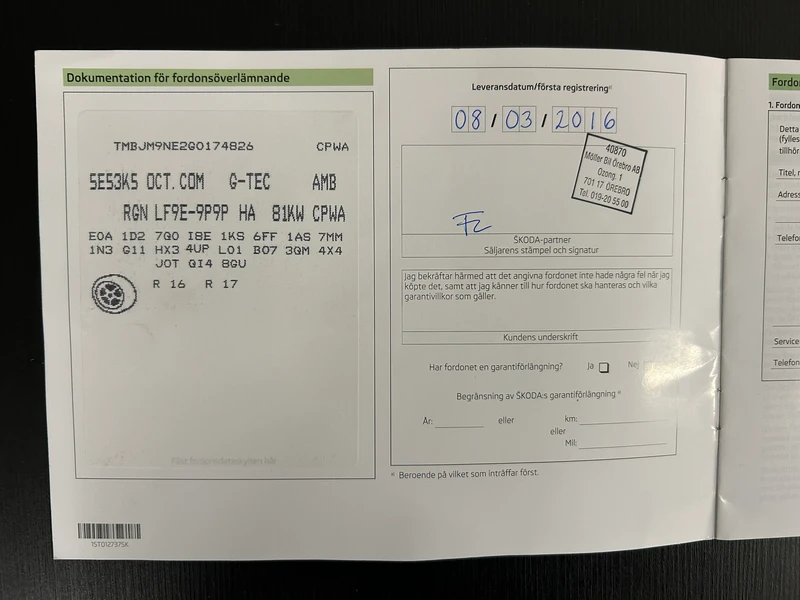 Dokumentation för fordonsöverlämnande
TMBJM9NE2G0174826 CPWA
5E53K5 OCT.COM G-TEC AMB
RGN LF9E-9P9P HA 81KW CPWA
E0A 1D2 7Q0 I8E 1KS 6FF 1AS 7MM
1N3 G11 HX3 4UP L01 B07 3QM 4X4
J0T QI4 8GU
R 16 R 17
1ST012737SK
Leveransdatum/första registrering*
08 / 03 / 2016
40870
Möller Bil Örebro AB
Ozong. 1
701 17 ÖREBRO
Tel. 019-20 55 00
ŠKODA-partner
Säljarens stämpel och signatur
Jag bekräftar härmed att det angivna fordonet inte hade några fel när jag
köpte det, samt att jag känner till hur fordonet ska hanteras och vilka
garantivillkor som gäller.
Kundens underskrift
Har fordonet en garantiförlängning? Ja Nej
Begränsning av ŠKODA:s garantiförlängning *
År: eller km:
eller
Mil:
* Beroende på vilket som inträffar först.
Fordo
1. Fordon
Detta
(fylles
tillhör
Titel, r
Adress
Telefo
Service
Telefon